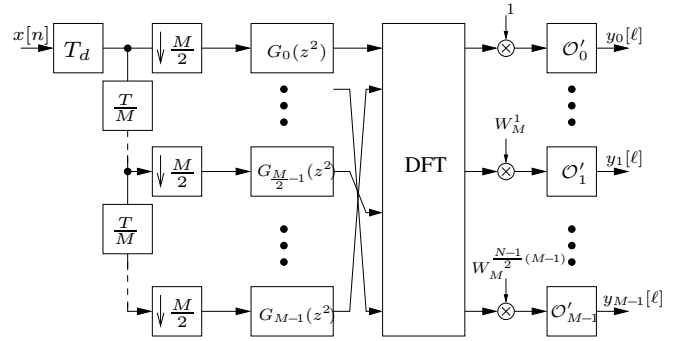 x[n]
T_d
↓ M/2
G_0(z^2)
1
O'_0
y_0[ℓ]
T/M
W_M^1
↓ M/2
G_{M/2-1}(z^2)
DFT
O'_1
y_1[ℓ]
T/M
W_M^{N-1/2 (M-1)}
↓ M/2
G_{M-1}(z^2)
O'_{M-1}
y_{M-1}[ℓ]